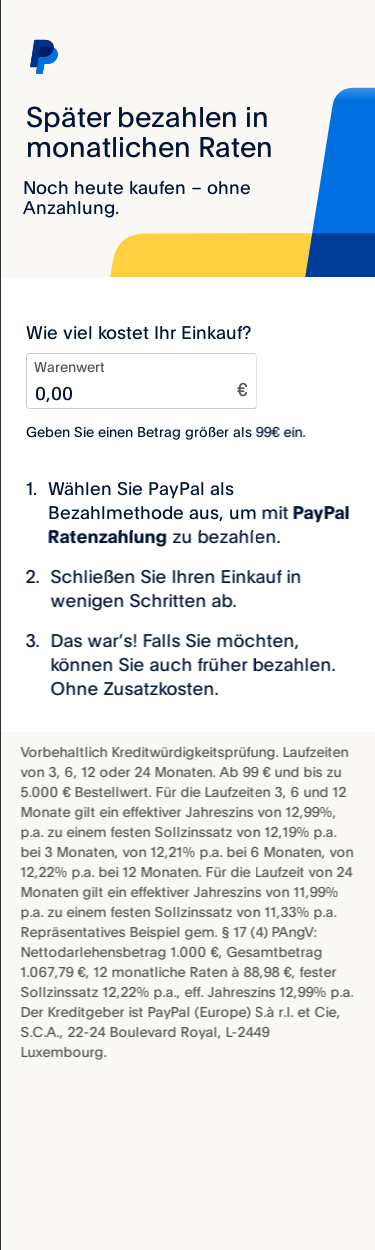 Später bezahlen in
monatlichen Raten
Noch heute kaufen – ohne
Anzahlung.
Wie viel kostet Ihr Einkauf?
Warenwert
0,00 €
Geben Sie einen Betrag größer als 99€ ein.
1. Wählen Sie PayPal als
Bezahlmethode aus, um mit PayPal
Ratenzahlung zu bezahlen.
2. Schließen Sie Ihren Einkauf in
wenigen Schritten ab.
3. Das war's! Falls Sie möchten,
können Sie auch früher bezahlen.
Ohne Zusatzkosten.
Vorbehaltlich Kreditwürdigkeitsprüfung. Laufzeiten
von 3, 6, 12 oder 24 Monaten. Ab 99 € und bis zu
5.000 € Bestellwert. Für die Laufzeiten 3, 6 und 12
Monate gilt ein effektiver Jahreszins von 12,99%,
p.a. zu einem festen Sollzinssatz von 12,19% p.a.
bei 3 Monaten, von 12,21% p.a. bei 6 Monaten, von
12,22% p.a. bei 12 Monaten. Für die Laufzeit von 24
Monaten gilt ein effektiver Jahreszins von 11,99%
p.a. zu einem festen Sollzinssatz von 11,33% p.a.
Repräsentatives Beispiel gem. § 17 (4) PAngV:
Nettodarlehensbetrag 1.000 €, Gesamtbetrag
1.067,79 €, 12 monatliche Raten à 88,98 €, fester
Sollzinssatz 12,22% p.a., eff. Jahreszins 12,99% p.a.
Der Kreditgeber ist PayPal (Europe) S.à r.l. et Cie,
S.C.A., 22-24 Boulevard Royal, L-2449
Luxembourg.